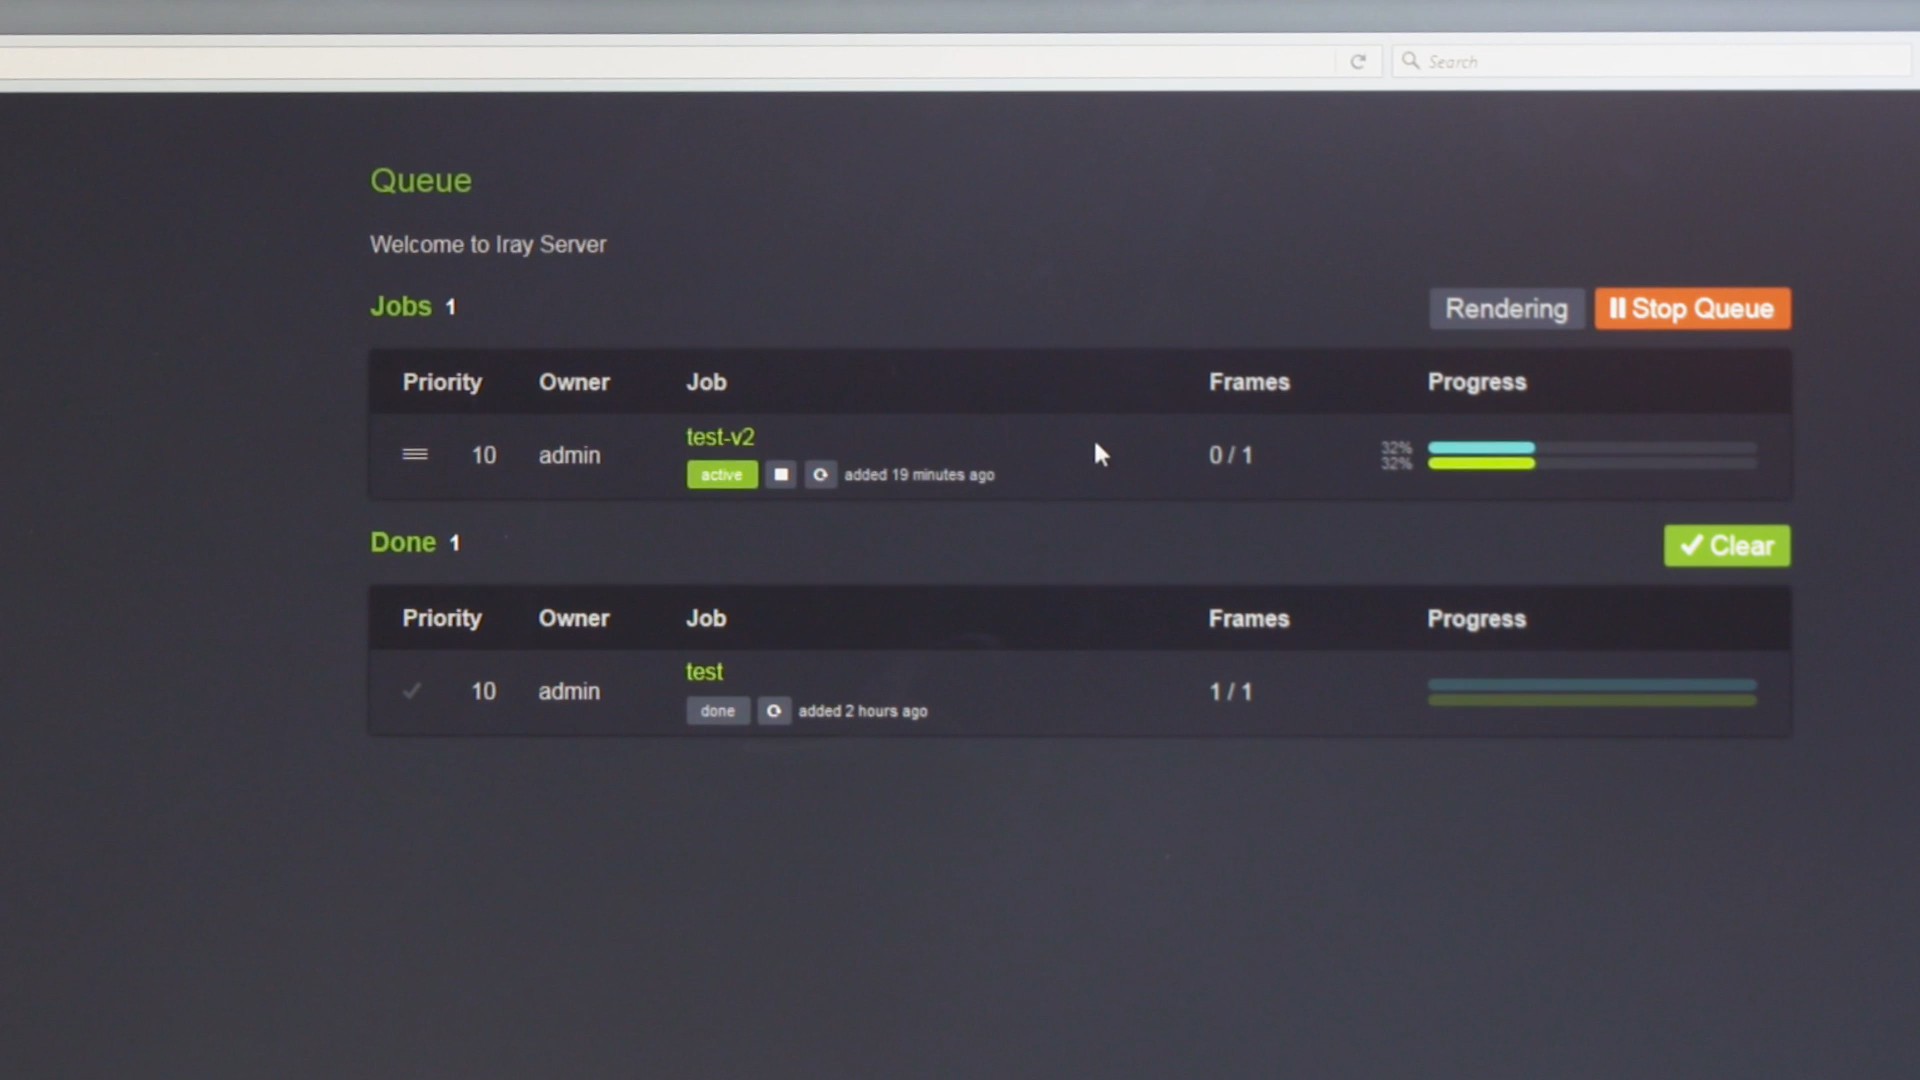 Search
Queue
Welcome to Iray Server
Jobs 1
Rendering
Stop Queue
Priority Owner Job Frames Progress
test-v2
10 admin 0 / 1 32%
32%
active added 19 minutes ago
Done 1
Clear
Priority Owner Job Frames Progress
test
10 admin 1 / 1
done added 2 hours ago